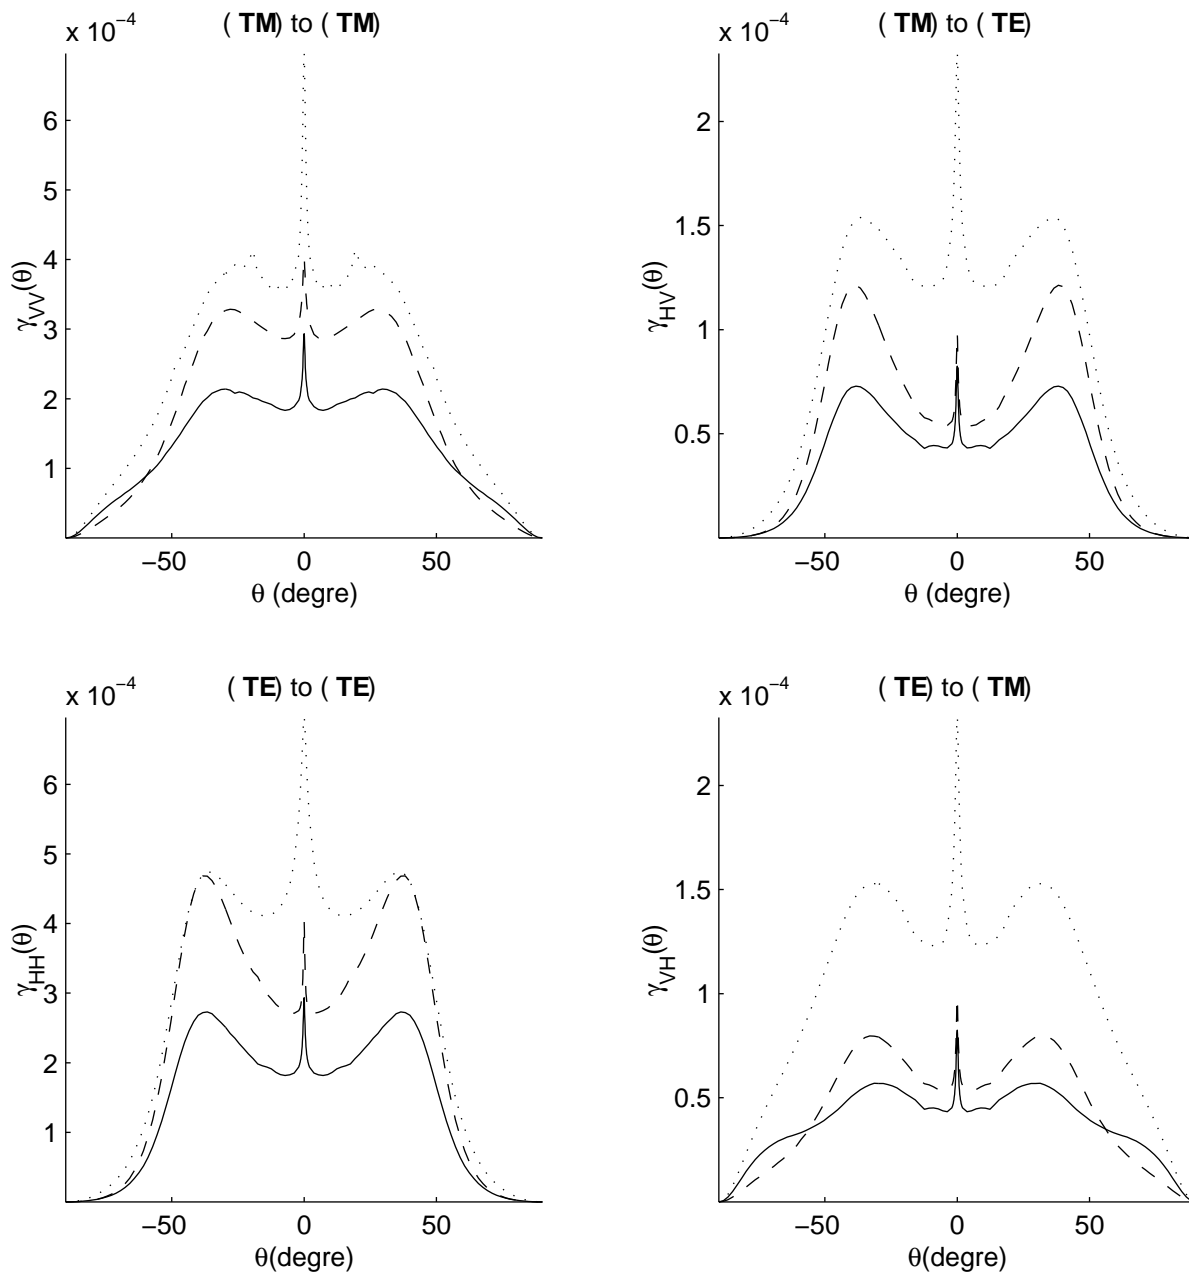 x 10⁻⁴
( TM) to ( TM)
6
5
4
3
2
1
γVV(θ)
−50 0 50
θ (degre)
x 10⁻⁴
( TM) to ( TE)
2
1.5
1
0.5
γHV(θ)
−50 0 50
θ (degre)
x 10⁻⁴
( TE) to ( TE)
6
5
4
3
2
1
γHH(θ)
−50 0 50
θ(degre)
x 10⁻⁴
( TE) to ( TM)
2
1.5
1
0.5
γVH(θ)
−50 0 50
θ(degre)